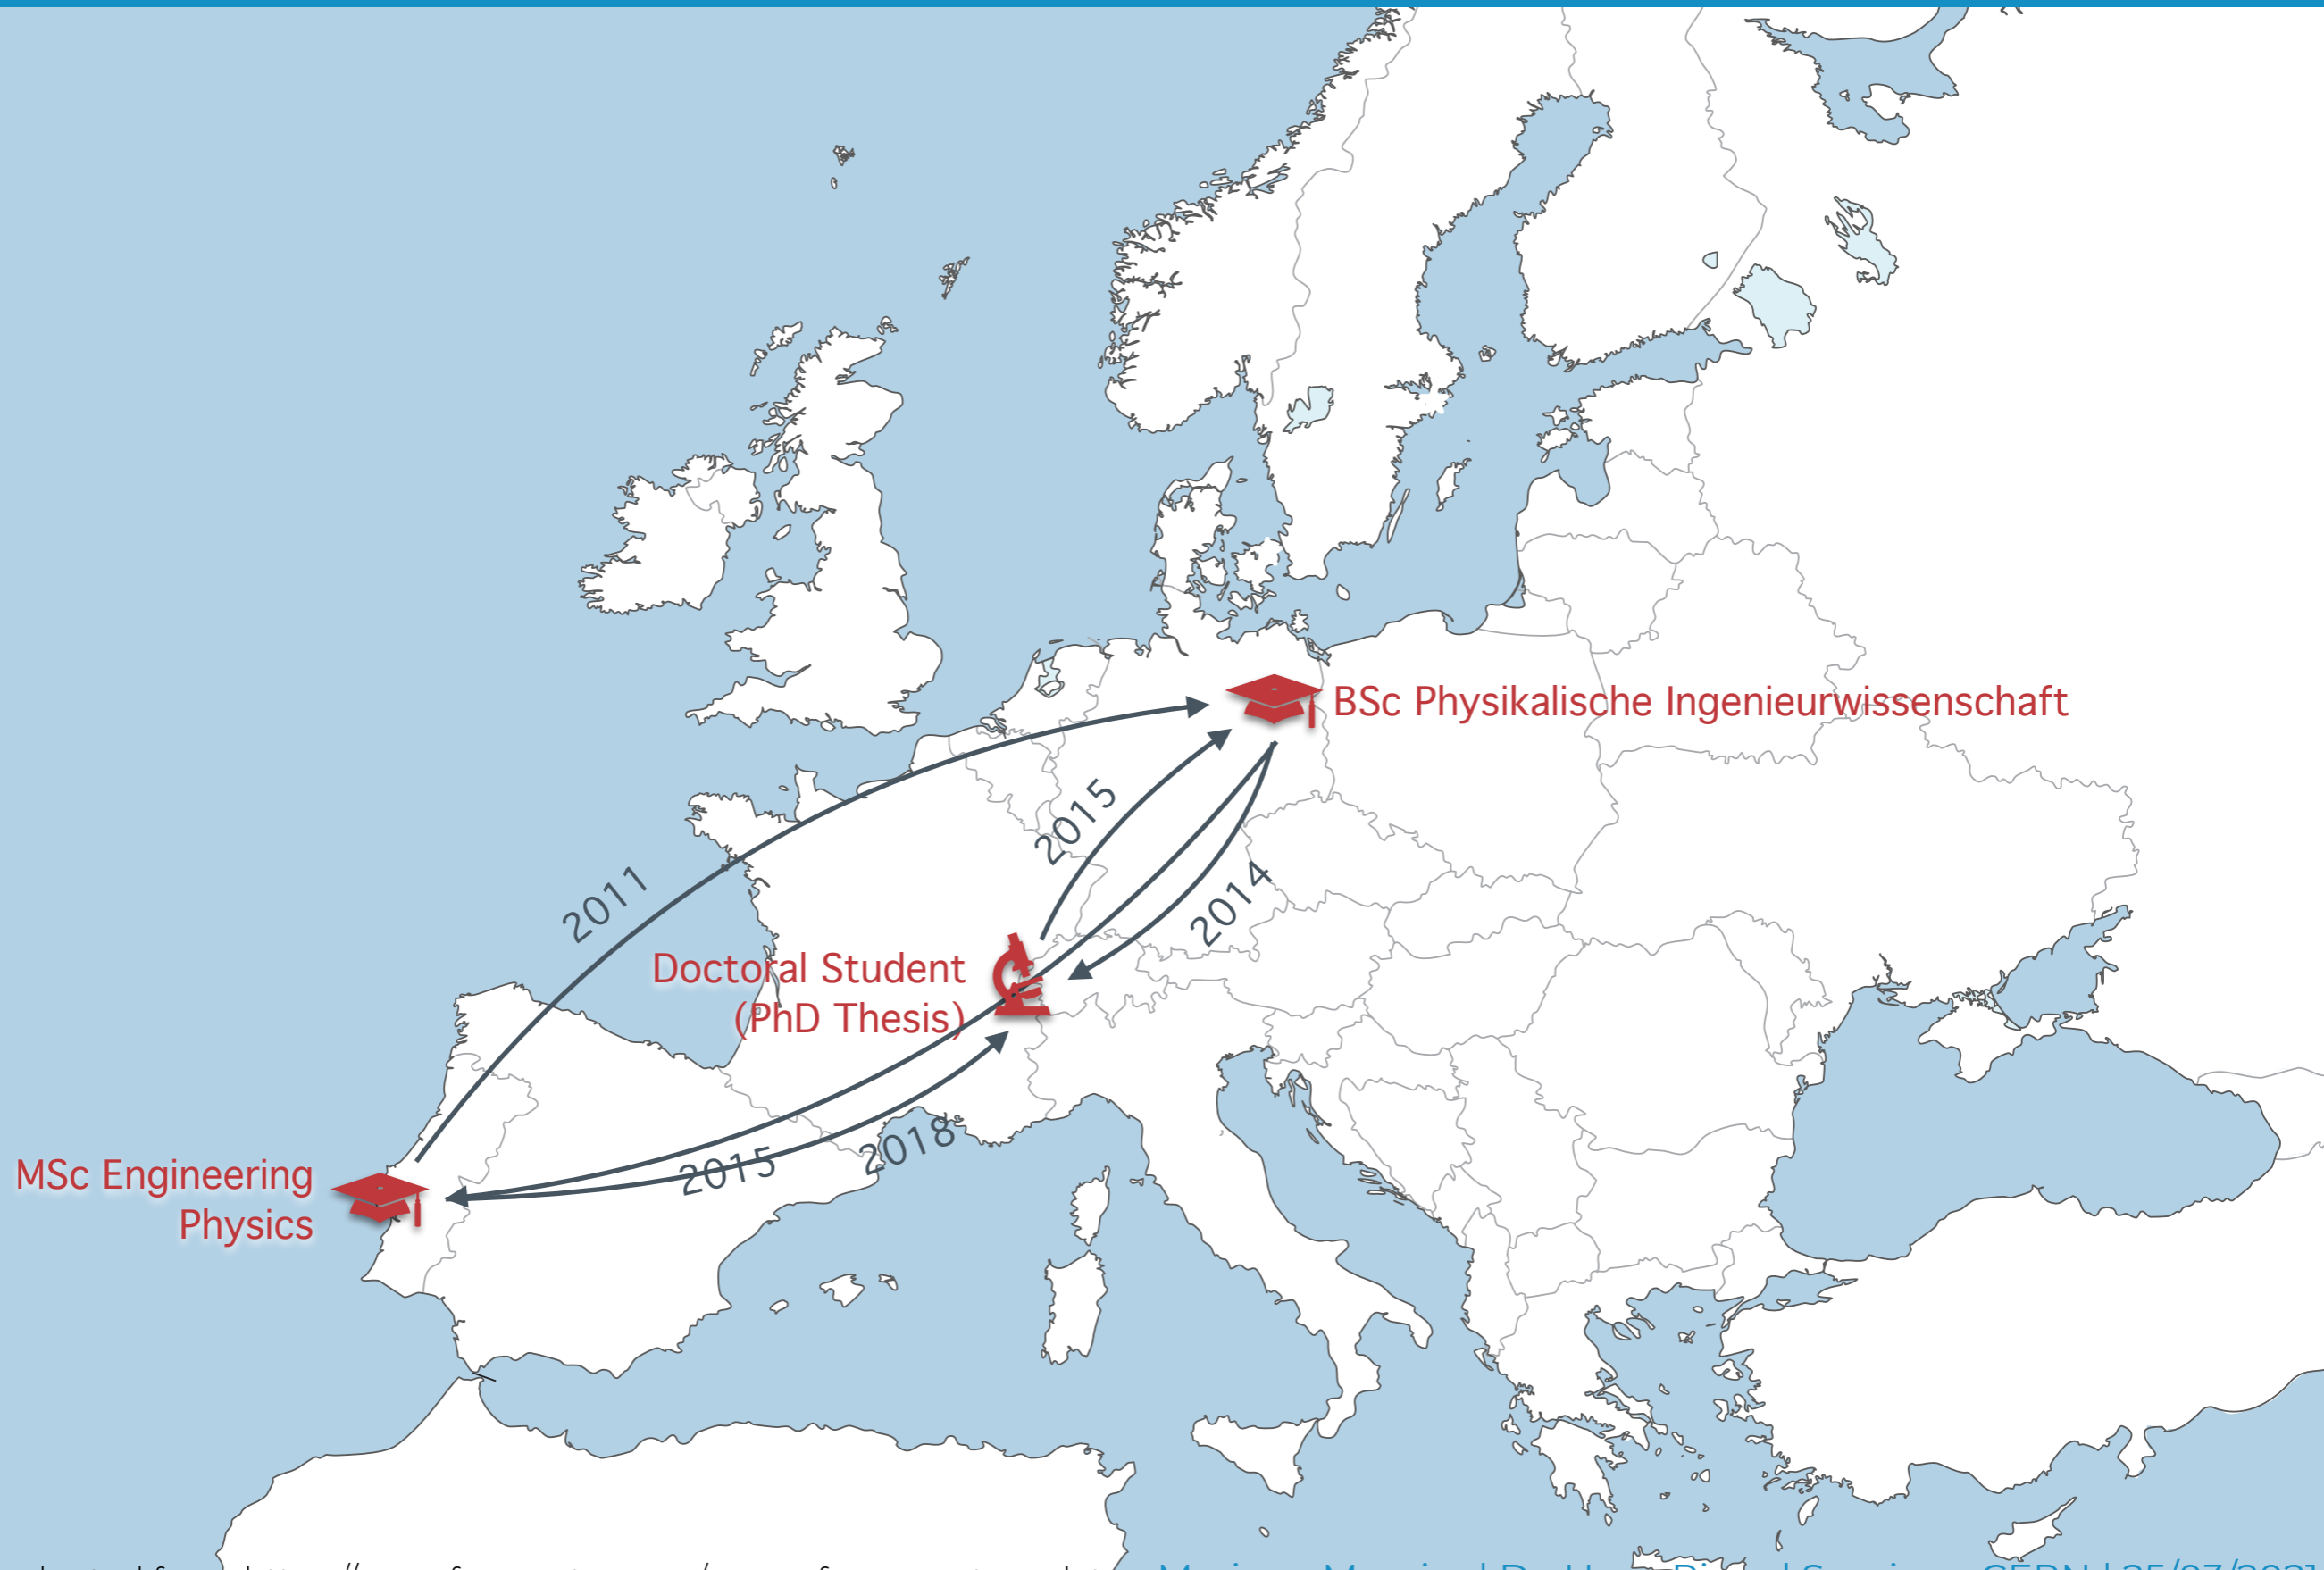 BSc Physikalische Ingenieurwissenschaft
2015
2011
2014
Doctoral Student
(PhD Thesis)
2018
2015
MSc Engineering
Physics